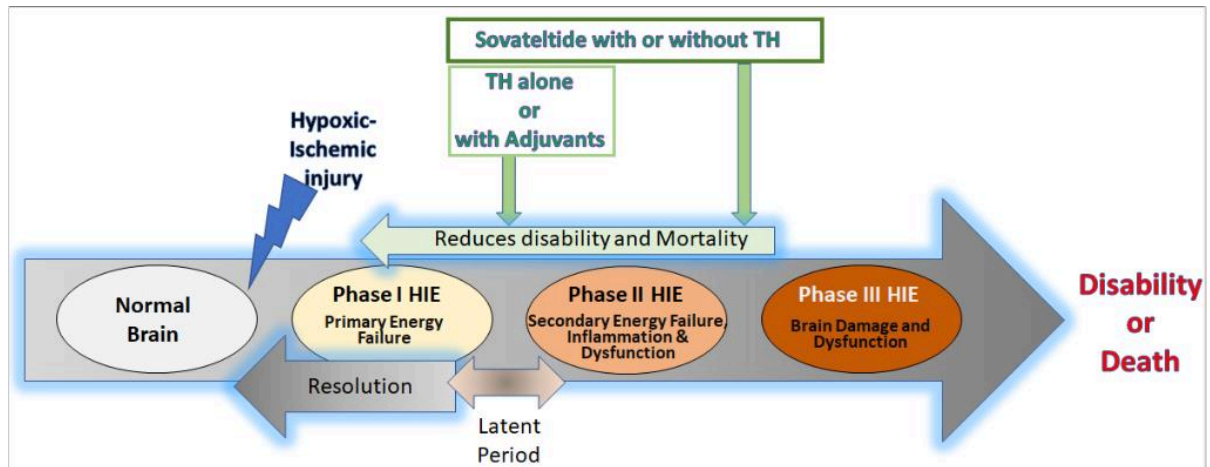 Sovateltide with or without TH
TH alone
or
with Adjuvants
Hypoxic-
Ischemic
injury
Reduces disability and Mortality
Normal
Brain
Phase I HIE
Primary Energy
Failure
Phase II HIE
Secondary Energy Failure,
Inflammation &
Dysfunction
Phase III HIE
Brain Damage and
Dysfunction
Disability
or
Death
Resolution
Latent
Period